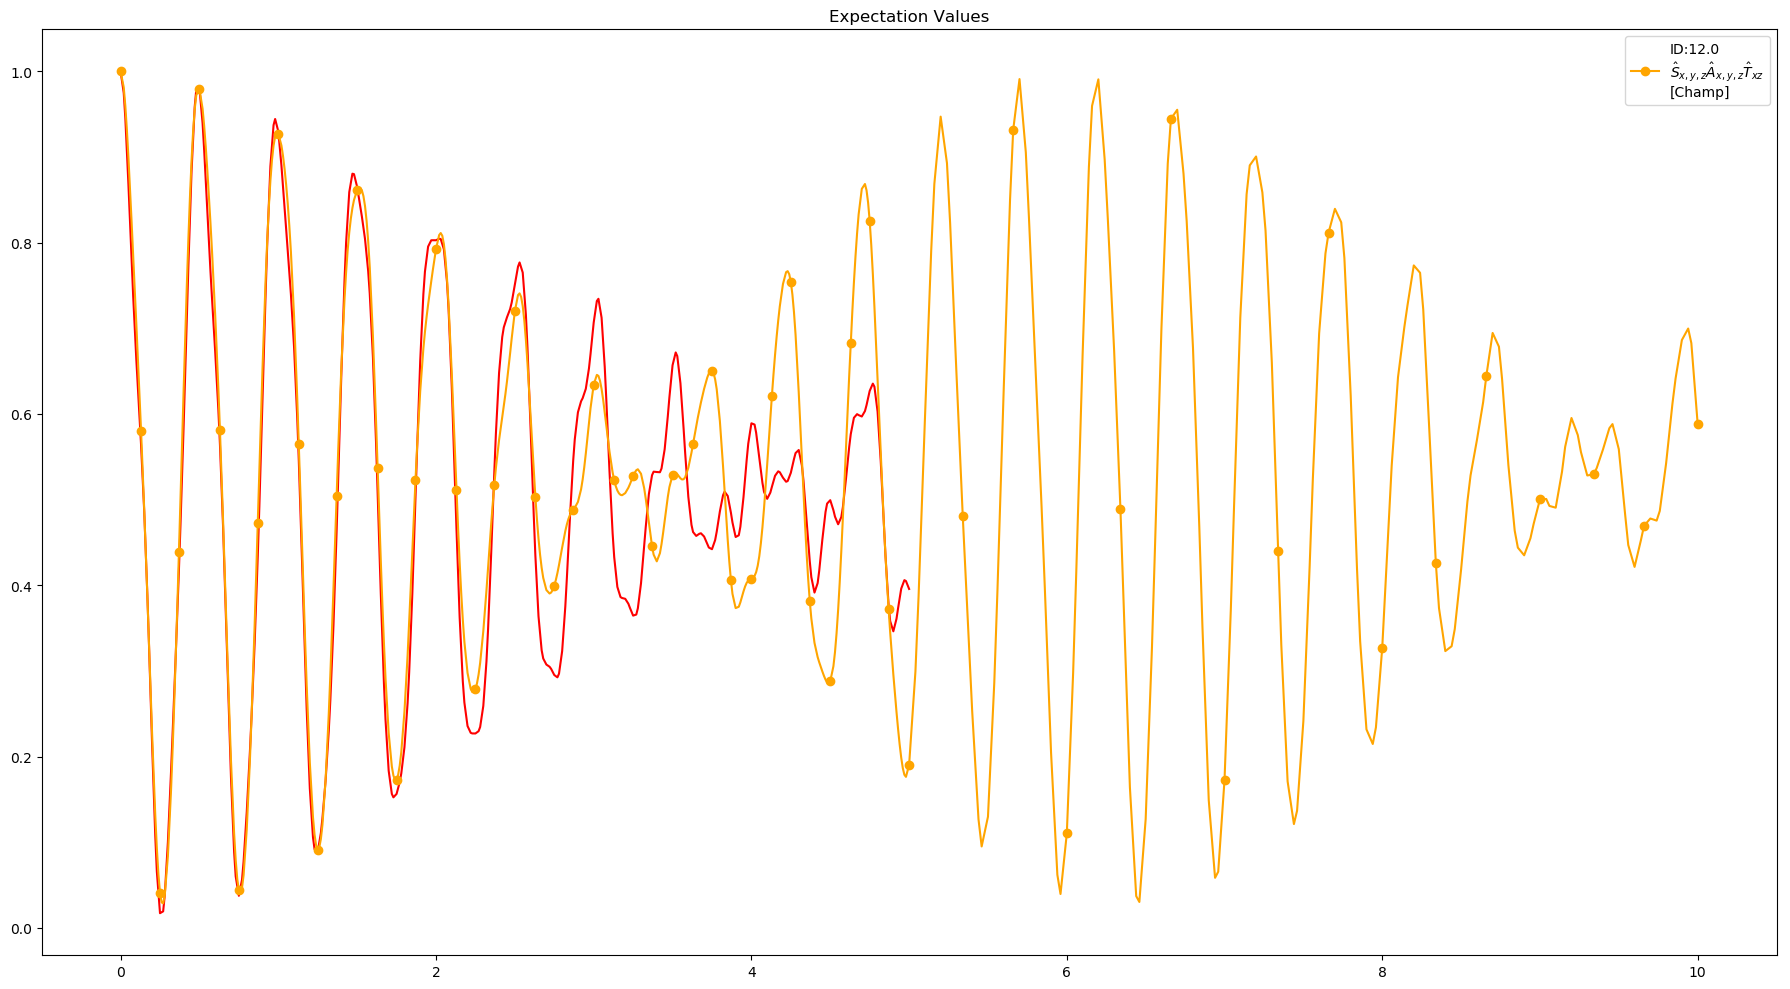 Expectation Values
ID:12.0
$\hat{S}_{x,y,z}\hat{A}_{x,y,z}\hat{T}_{xz}$
[Champ]
1.0
0.8
0.6
0.4
0.2
0.0
0 2 4 6 8 10